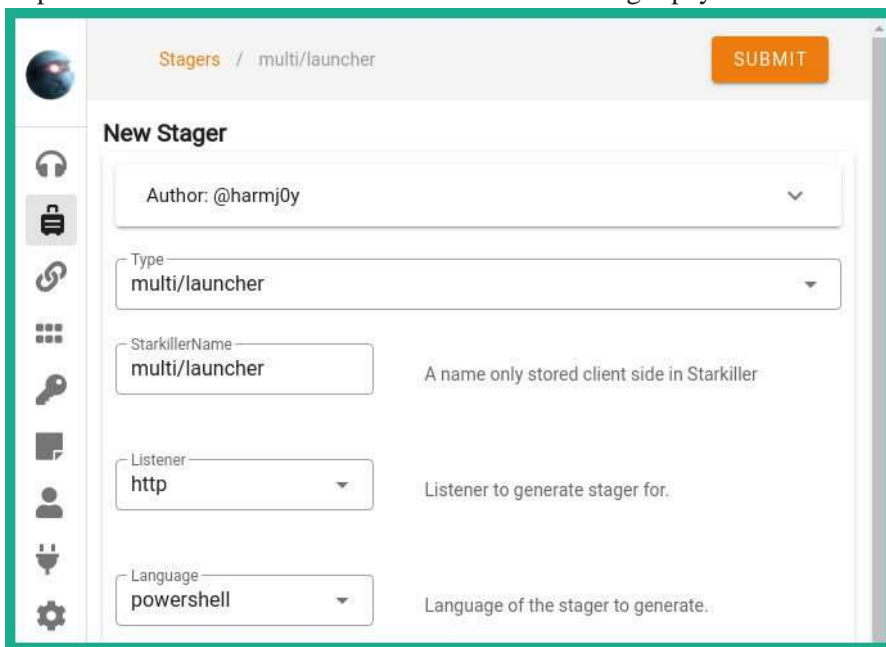 Stagers / multi/launcher
SUBMIT
New Stager
Author: @harmj0y
Type
multi/launcher
StarkillerName
multi/launcher
A name only stored client side in Starkiller
Listener
http
Listener to generate stager for.
Language
powershell
Language of the stager to generate.